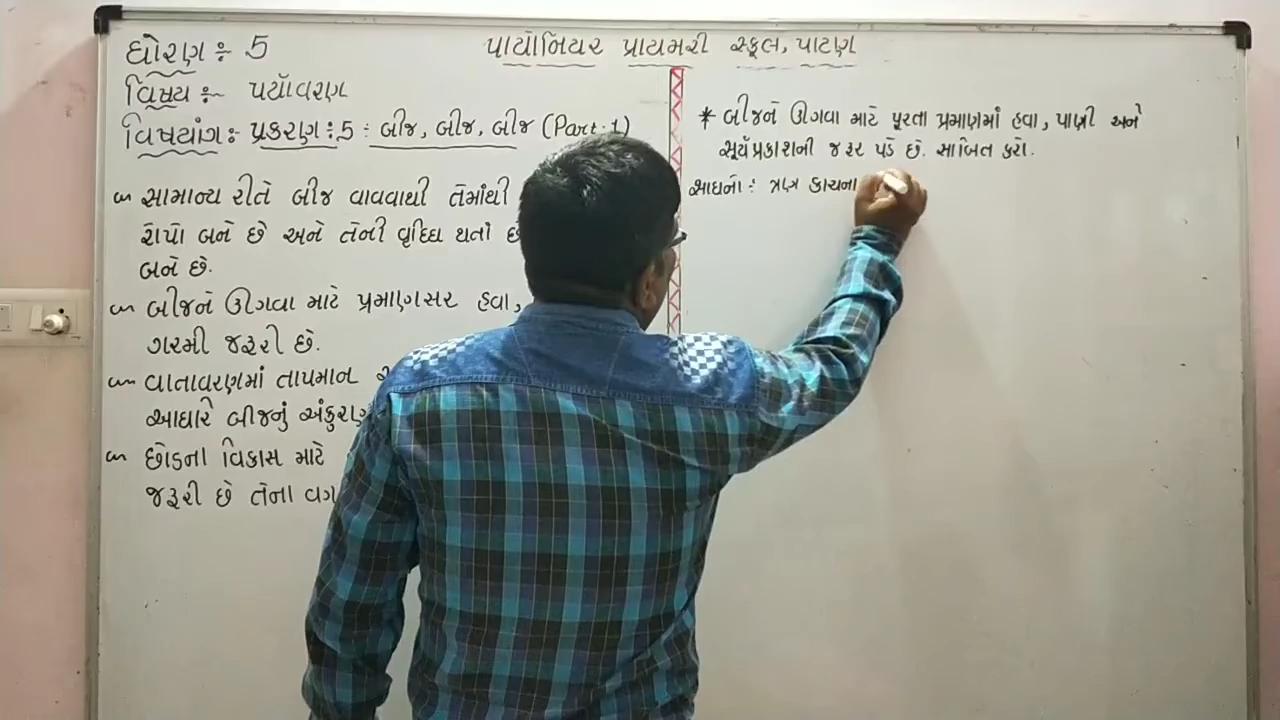 ધોરણ ઃ 5
પાયોનિયર પ્રાયમરી સ્કૂલ, પાટણ
વિષય ઃ- પર્યાવરણ
વિષયાંગ ઃ પ્રકરણ ઃ 5 ઃ બીજ, બીજ, બીજ (Part-1)
સામાન્ય રીતે બીજ વાવવાથી તેમાંથી
રોપો બને છે અને તેની વૃદ્ધિ થતો
બને છે.
બીજને ઊગવા માટે પ્રમાણસર હવા,
ગરમી જરૂરી છે.
વાતાવરણમાં તાપમાન
આધારે બીજનું અંકુરણ
છોડના વિકાસ માટે
જરૂરી છે તેના વગ
* બીજને ઊગવા માટે પૂરતા પ્રમાણમાં હવા, પાણી અને
સૂર્યપ્રકાશની જરૂર પડે છે. સાબિત કરો.
સાધનો ઃ ત્રણ કાચના